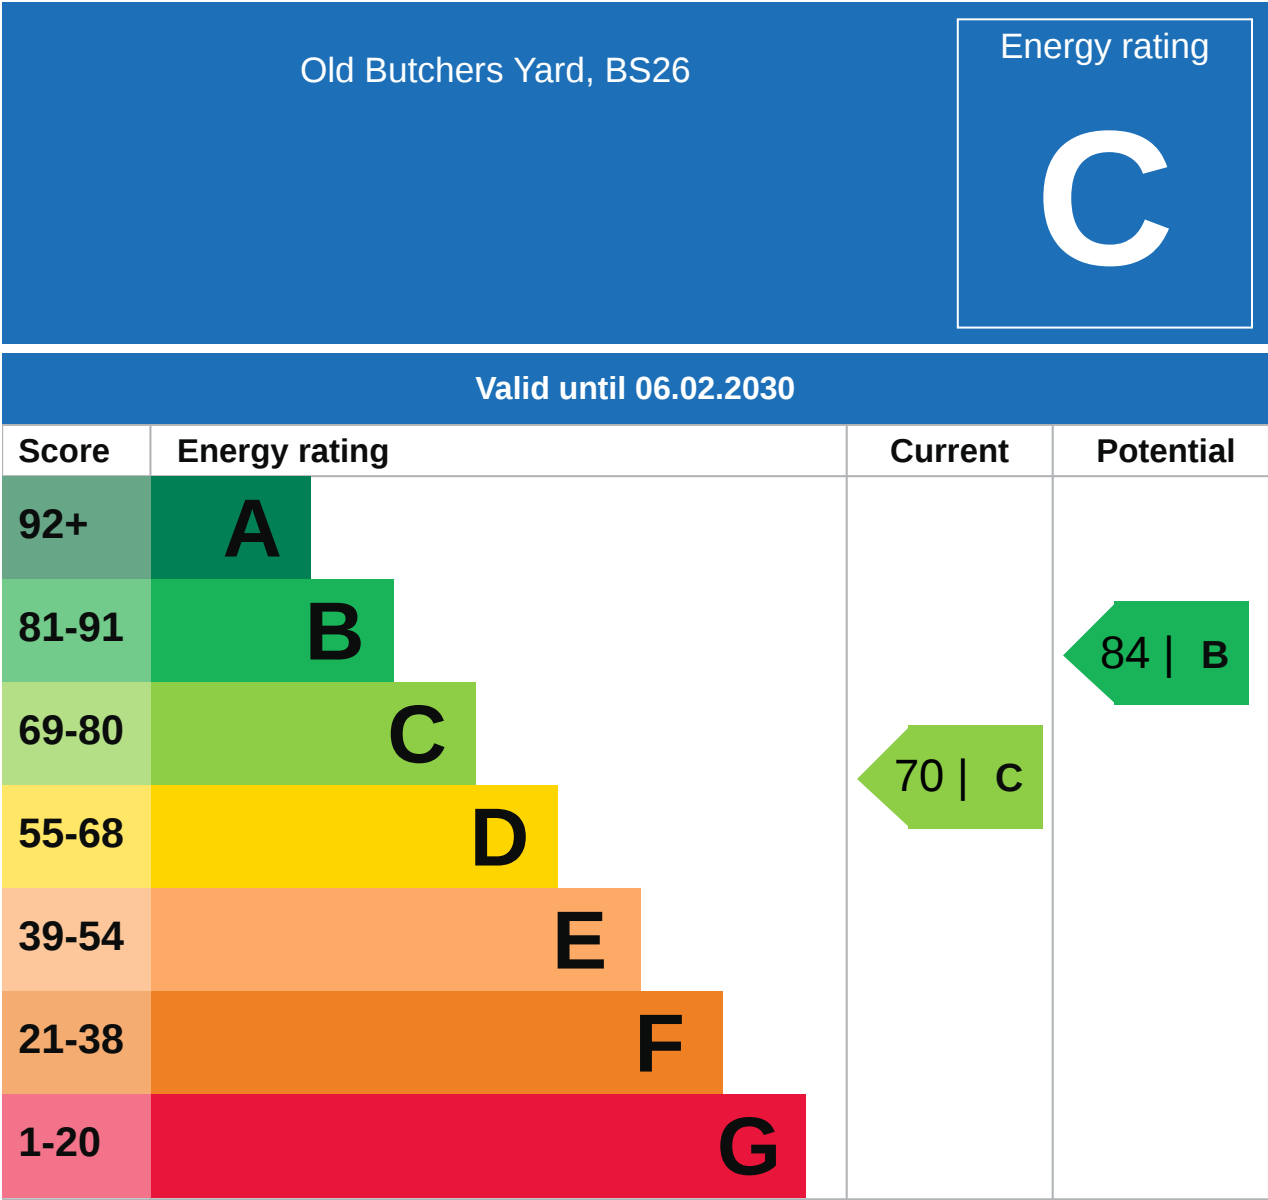 Old Butchers Yard, BS26
Energy rating
C
Valid until 06.02.2030
Score Energy rating Current Potential
92+ A
81-91 B
84 | B
69-80 C
70 | C
55-68 D
39-54 E
21-38 F
1-20 G